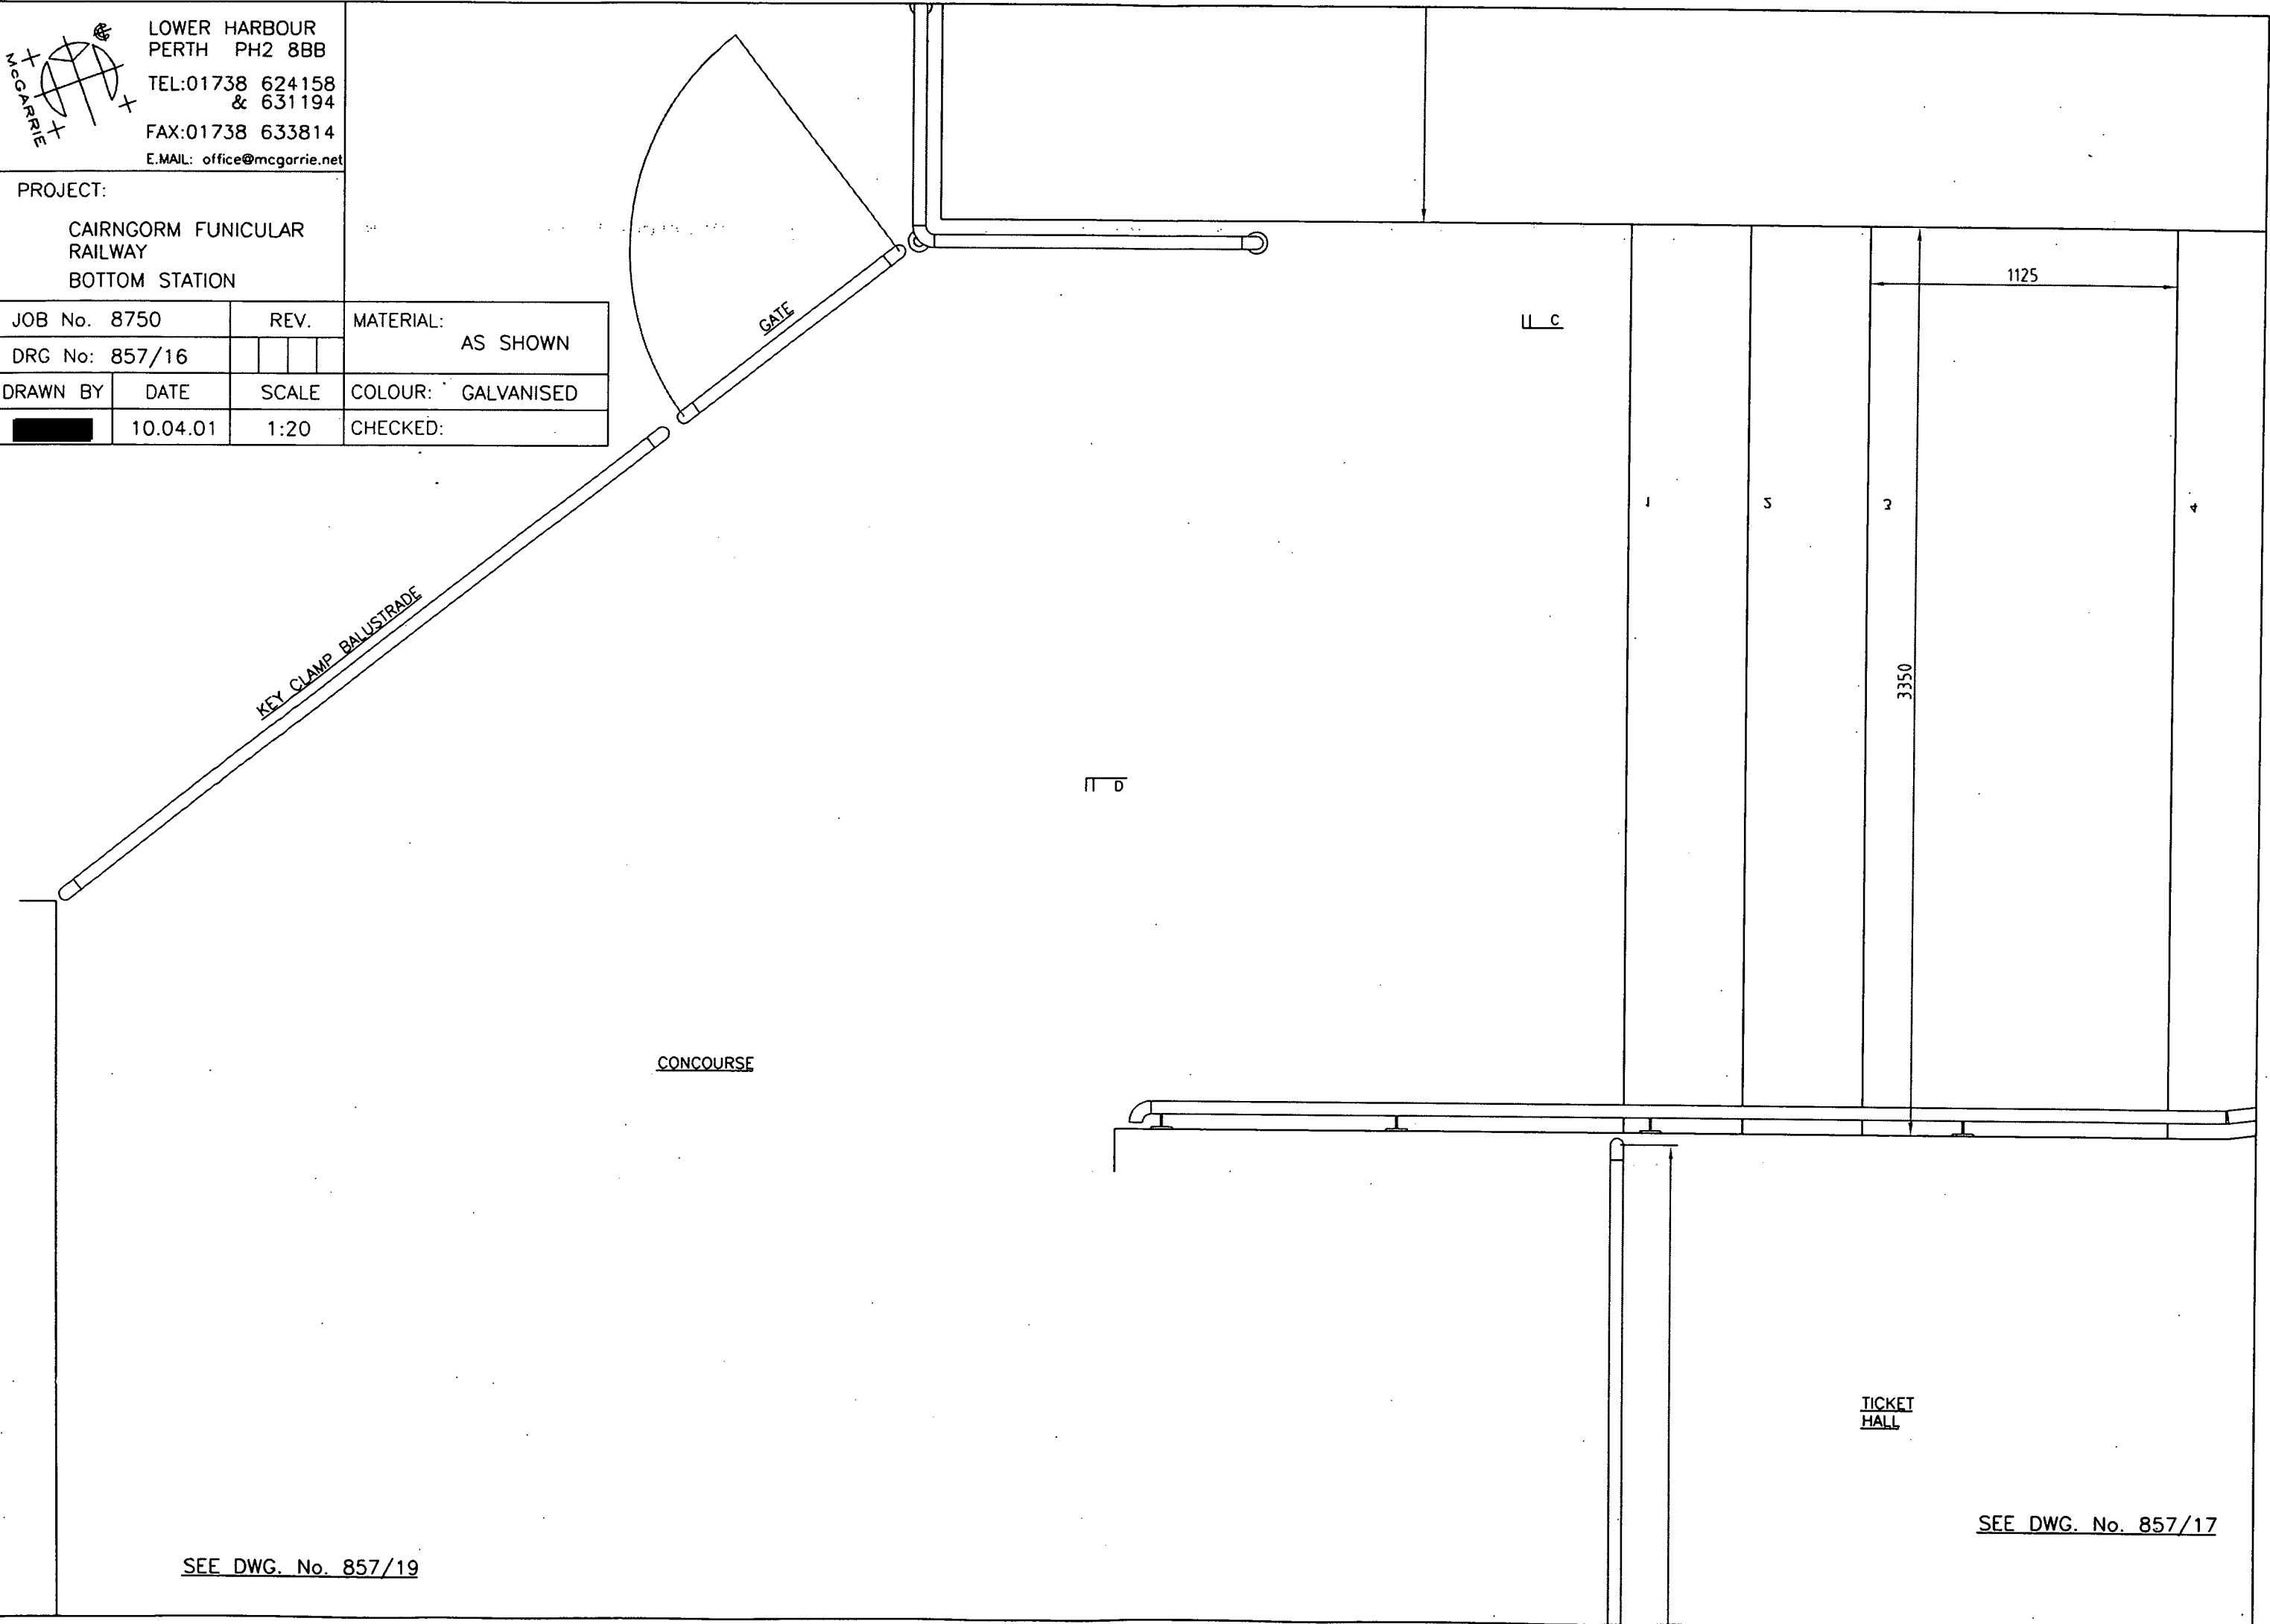 McGARRIE
LOWER HARBOUR
PERTH PH2 8BB
TEL:01738 624158
& 631194
FAX:01738 633814
E.MAIL: office@mcgarrie.net
PROJECT:
CAIRNGORM FUNICULAR
RAILWAY
BOTTOM STATION
JOB No. 8750
REV.
MATERIAL:
AS SHOWN
DRG No: 857/16
DRAWN BY
DATE
SCALE
COLOUR: GALVANISED
10.04.01
1:20
CHECKED:
GATE
1125
C
1
2
3
4
KEY CLAMP BALUSTRADE
3350
D
CONCOURSE
TICKET
HALL
SEE DWG. No. 857/17
SEE DWG. No. 857/19